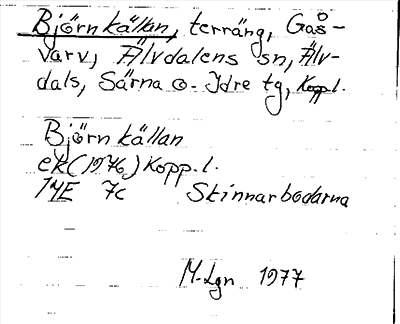 Björnkällan, terräng, Gås-
varv, Älvdalens sn, Älv-
dals, Särna o. Idre tg, Kopp l.
Björnkällan
ek (1976) Kopp. l.
14E 7c Skinnarbodarna
M-Lgn 1977